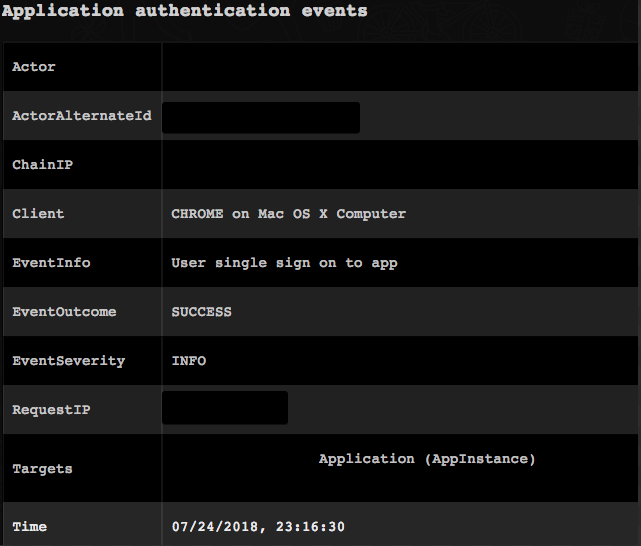 Application authentication events
Actor
ActorAlternateId
ChainIP
Client CHROME on Mac OS X Computer
EventInfo User single sign on to app
EventOutcome SUCCESS
EventSeverity INFO
RequestIP
Targets Application (AppInstance)
Time 07/24/2018, 23:16:30